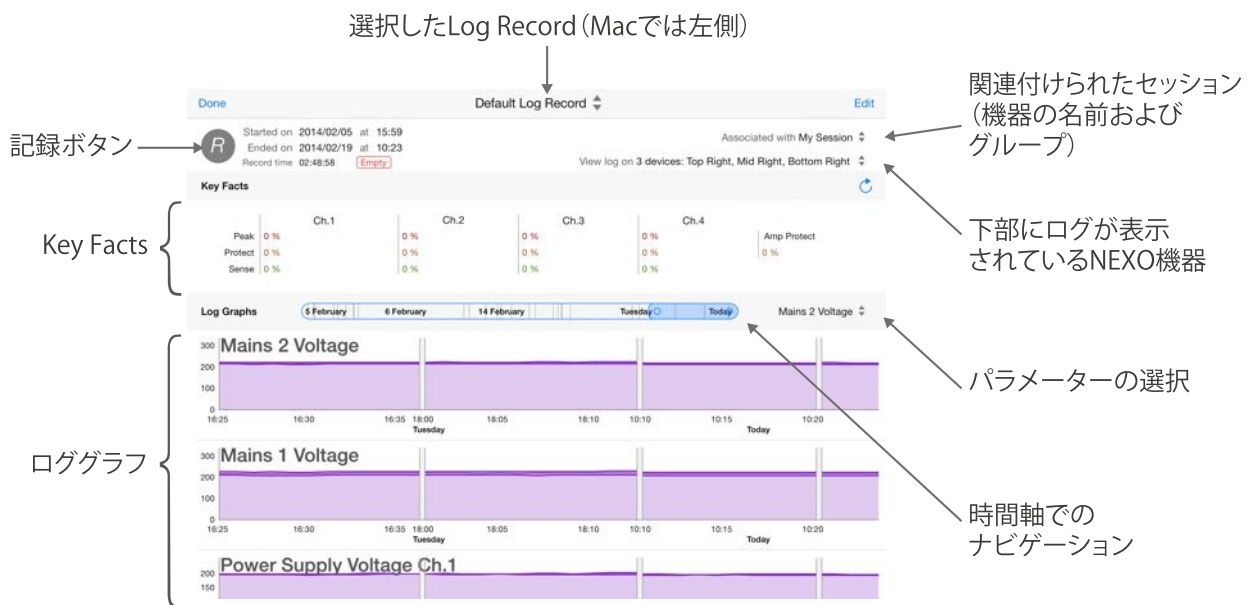 選択したLog Record（Macでは左側）
Done
Default Log Record
Edit
関連付けられたセッション
（機器の名前および
グループ）
記録ボタン
R
Started on 2014/02/05 at 15:59
Ended on 2014/02/19 at 10:23
Record time 02:48:58 Empty
Associated with My Session
View log on 3 devices: Top Right, Mid Right, Bottom Right
Key Facts
Key Facts
Ch.1 Ch.2 Ch.3 Ch.4
Peak 0 % 0 % 0 % 0 % Amp Protect
Protect 0 % 0 % 0 % 0 % 0 %
Sense 0 % 0 % 0 % 0 %
下部にログが表示
されているNEXO機器
Log Graphs
5 February 6 February 14 February Tuesday Today
Mains 2 Voltage
パラメーターの選択
ロググラフ
Mains 2 Voltage
300
200
100
0
16:25 16:30 16:35 18:00 18:05 18:10 10:10 10:15 10:20
Tuesday Today
Mains 1 Voltage
300
200
100
0
16:25 16:30 16:35 18:00 18:05 18:10 10:10 10:15 10:20
Tuesday Today
時間軸での
ナビゲーション
Power Supply Voltage Ch.1
200
150